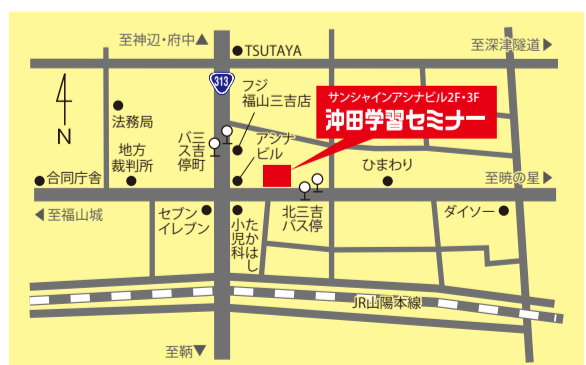 至神辺・府中▲
TSUTAYA
至深津隧道▶
313
フジ
福山三吉店
サンシャインアシナビル2F・3F
沖田学習セミナー
N
法務局
三吉町
バス停
アシナ
ビル
地方
裁判所
ひまわり
合同庁舎
至暁の星▶
◀至福山城
セブン
イレブン
たかはし
小児科
北三吉
バス停
ダイソー
JR山陽本線
至鞆▼